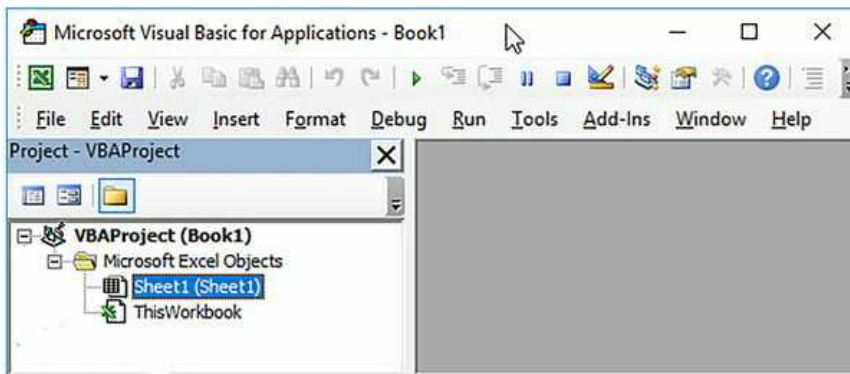 Microsoft Visual Basic for Applications - Book1
File Edit View Insert Format Debug Run Tools Add-Ins Window Help
Project - VBAProject
VBAProject (Book1)
Microsoft Excel Objects
Sheet1 (Sheet1)
ThisWorkbook